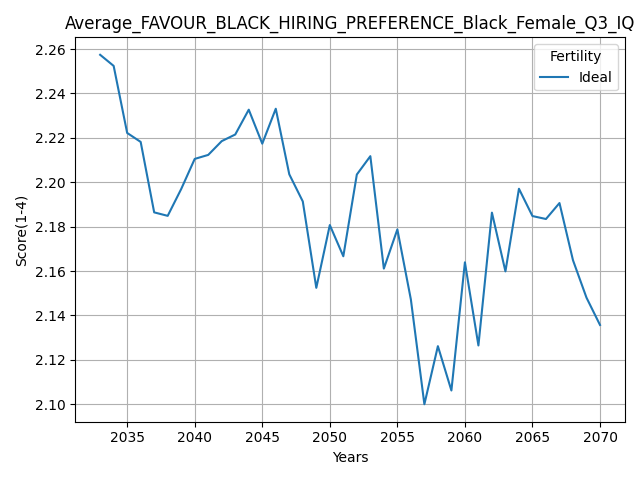 Average_FAVOUR_BLACK_HIRING_PREFERENCE_Black_Female_Q3_IQ
Fertility
Ideal
2.26
2.24
2.22
2.20
2.18
2.16
2.14
2.12
2.10
Score(1-4)
2035 2040 2045 2050 2055 2060 2065 2070
Years